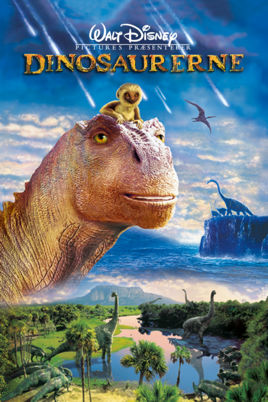 Walt Disney
PICTURES PRÆSENTERER
DINOSAURERNE